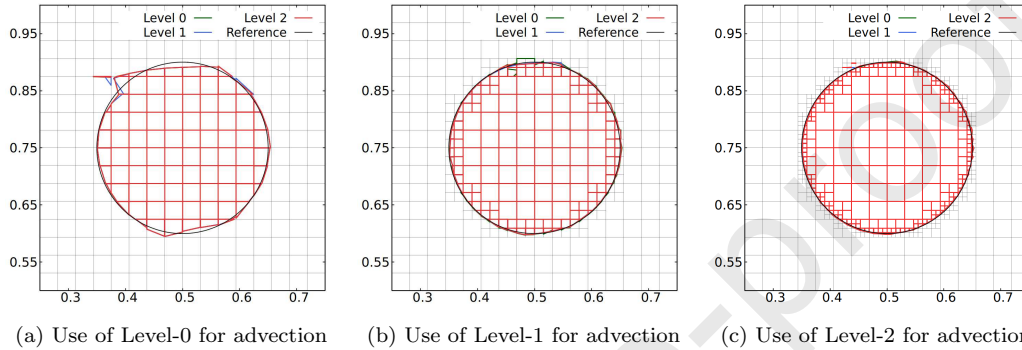 Level 0 Level 2
Level 1 Reference
0.95
0.85
0.75
0.65
0.55
0.3 0.4 0.5 0.6 0.7
(a) Use of Level-0 for advection
Level 0 Level 2
Level 1 Reference
0.95
0.85
0.75
0.65
0.55
0.3 0.4 0.5 0.6 0.7
(b) Use of Level-1 for advection
Level 0 Level 2
Level 1 Reference
0.95
0.85
0.75
0.65
0.55
0.3 0.4 0.5 0.6 0.7
(c) Use of Level-2 for advection
-proo